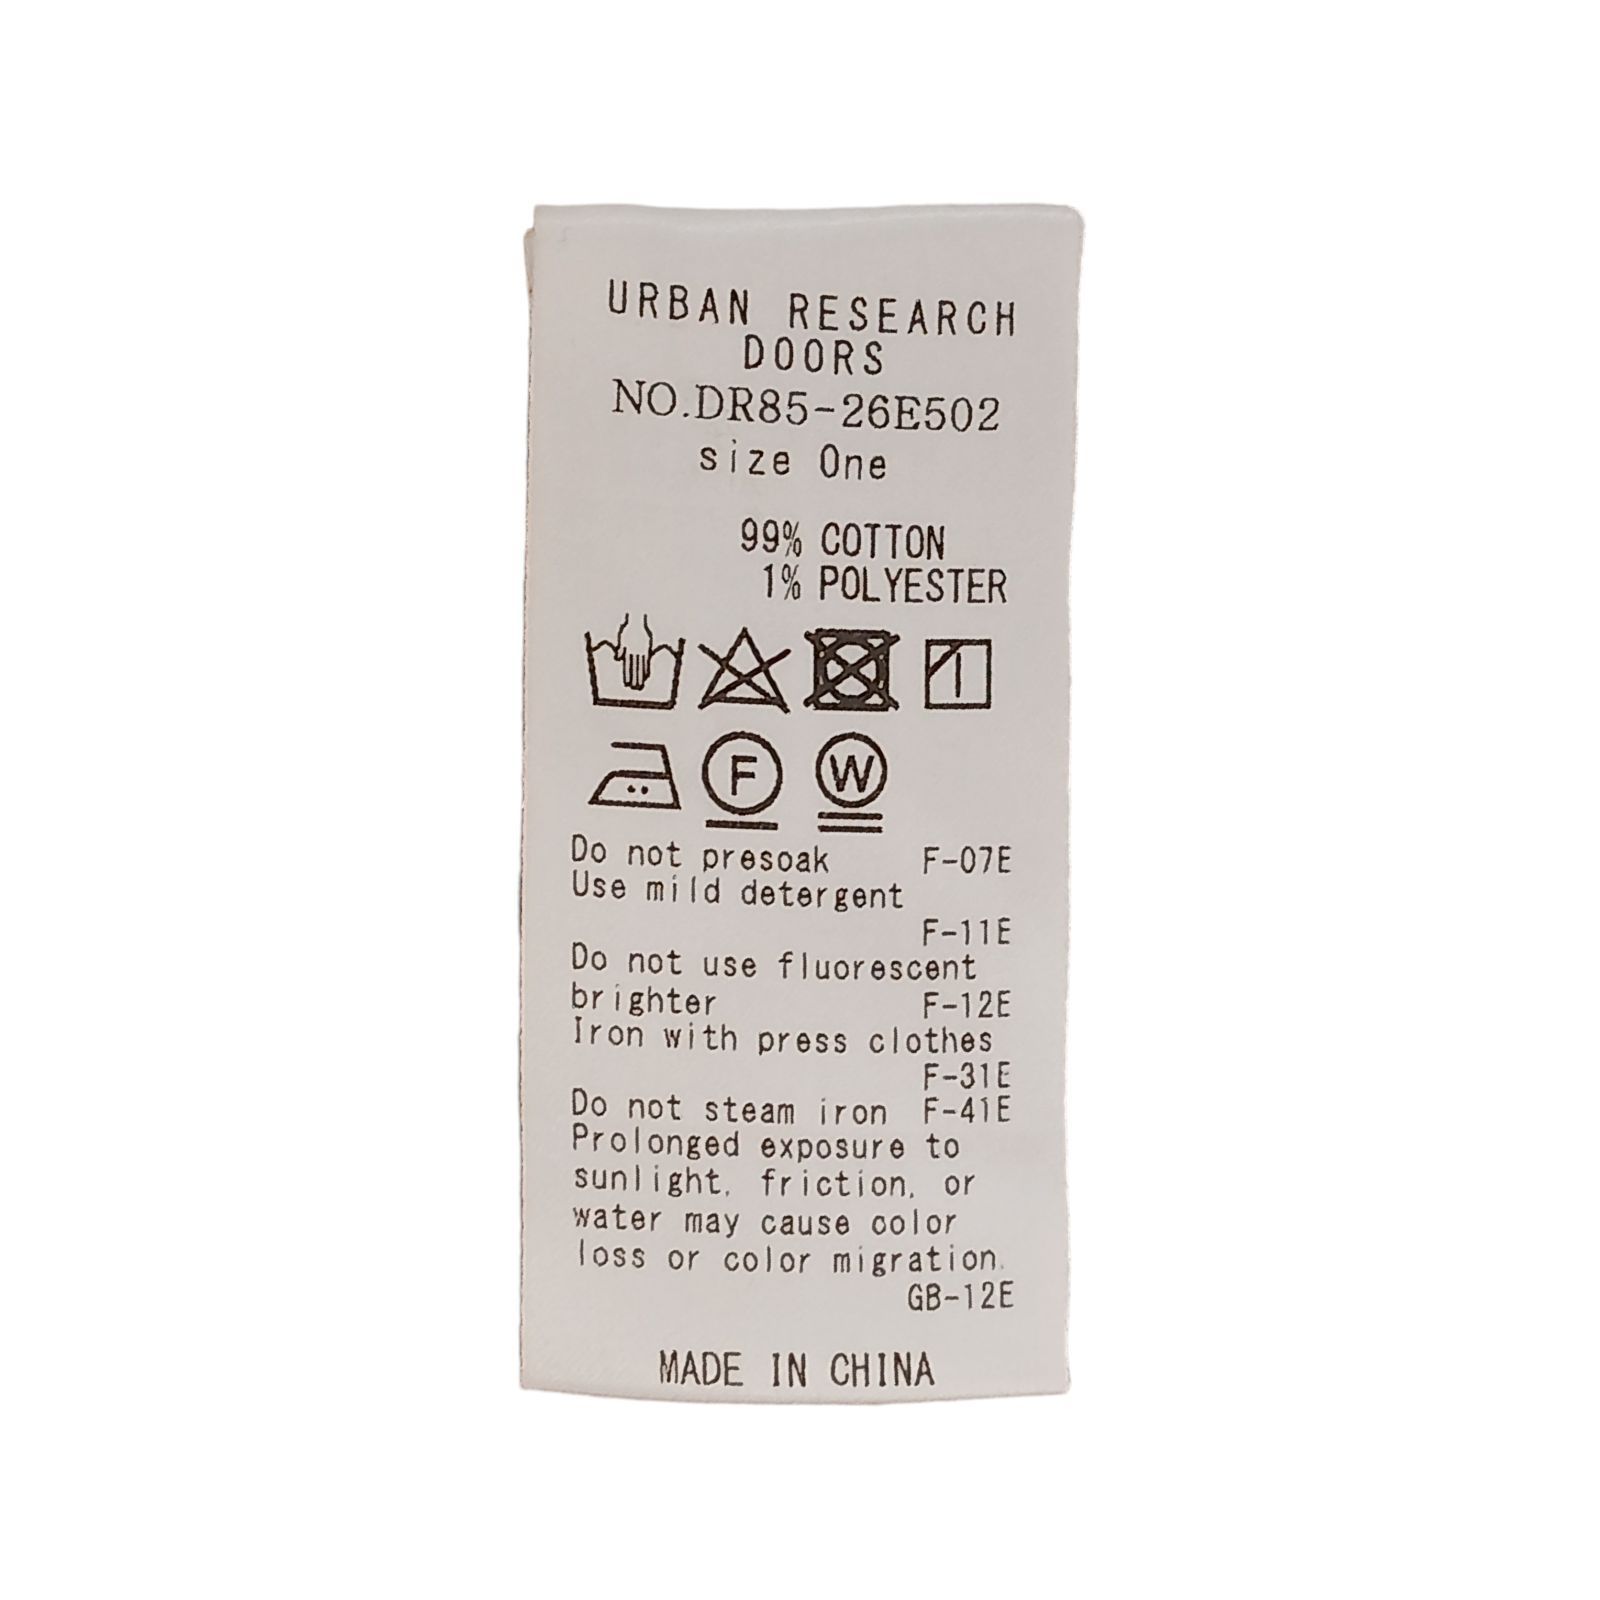 URBAN RESEARCH
DOORS
NO.DR85-26E502
size One
99% COTTON
1% POLYESTER
F W
Do not presoak F-07E
Use mild detergent
F-11E
Do not use fluorescent
brighter F-12E
Iron with press clothes
F-31E
Do not steam iron F-41E
Prolonged exposure to
sunlight, friction, or
water may cause color
loss or color migration.
GB-12E
MADE IN CHINA